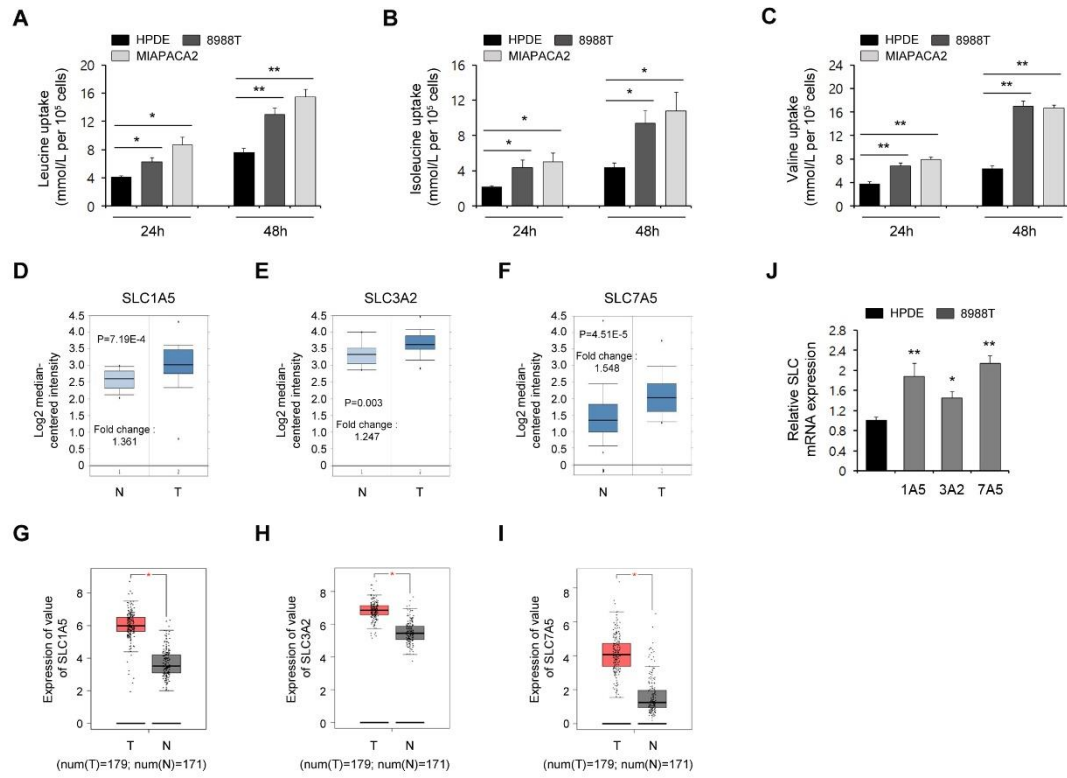 A
HPDE 8988T
MIAPACA2
Leucine uptake
(mmol/L per 10⁵ cells)
20
16
12
8
4
0
*
*
**
**
24h
48h
B
HPDE 8988T
MIAPACA2
Isoleucine uptake
(mmol/L per 10⁵ cells)
16
12
8
4
0
*
*
*
*
24h
48h
C
HPDE 8988T
MIAPACA2
Valine uptake
(mmol/L per 10⁵ cells)
24
20
16
12
8
4
0
**
**
**
**
24h
48h
D
SLC1A5
Log2 median-
centered intensity
4.5
4.0
3.5
3.0
2.5
2.0
1.5
1.0
0.5
0
P=7.19E-4
Fold change :
1.361
N T
E
SLC3A2
Log2 median-
centered intensity
4.5
4.0
3.5
3.0
2.5
2.0
1.5
1.0
0.5
0
P=0.003
Fold change :
1.247
N T
F
SLC7A5
Log2 median-
centered intensity
4.5
4.0
3.5
3.0
2.5
2.0
1.5
1.0
0.5
0
P=4.51E-5
Fold change :
1.548
N T
J
HPDE 8988T
Relative SLC
mRNA expression
2.8
2.4
2
1.6
1.2
0.8
0.4
0
**
*
**
1A5 3A2 7A5
G
Expression of value
of SLC1A5
8
6
4
2
0
*
T N
(num(T)=179; num(N)=171)
H
Expression of value
of SLC3A2
8
6
4
2
0
*
T N
(num(T)=179; num(N)=171)
I
Expression of value
of SLC7A5
8
6
4
2
0
*
T N
(num(T)=179; num(N)=171)